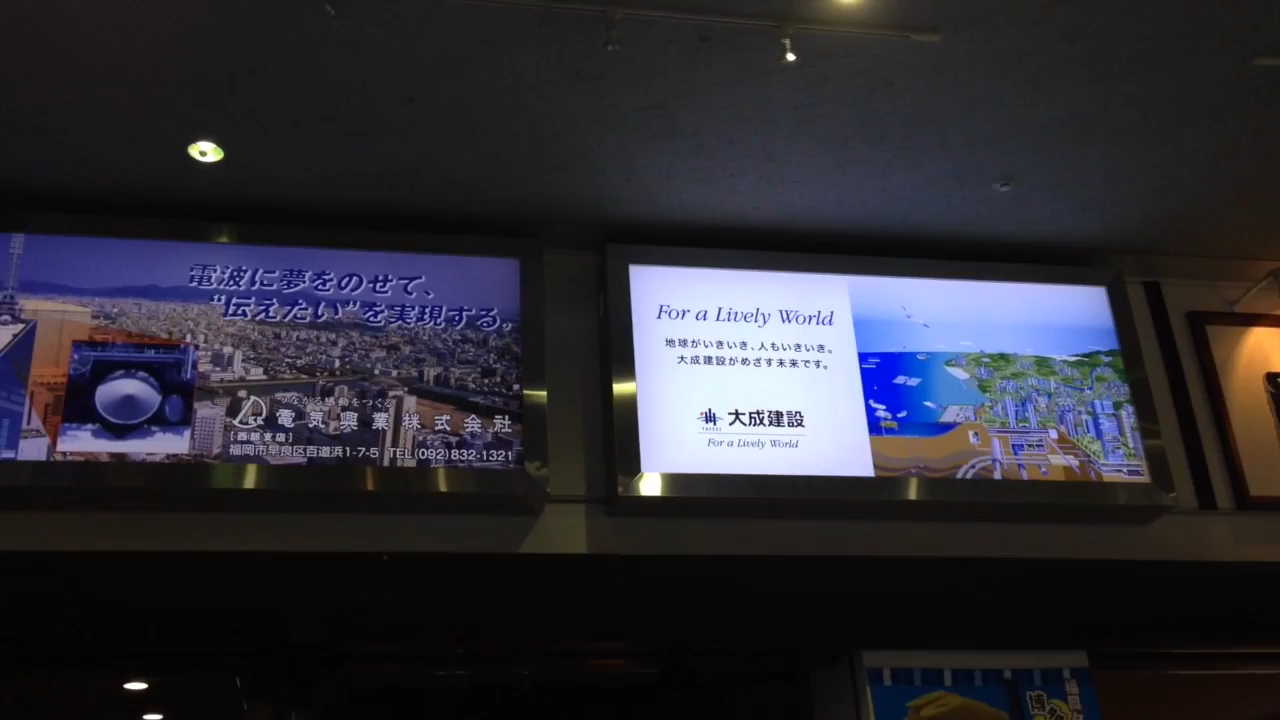 電波に夢をのせて、
“伝えたい”を実現する。
つながる感動をつくる
電気興業株式会社
[西部支店]
福岡市早良区百道浜1-7-5 TEL(092)832-1321
For a Lively World
地球がいきいき、人もいきいき。
大成建設がめざす未来です。
TAISEI
大成建設
For a Lively World